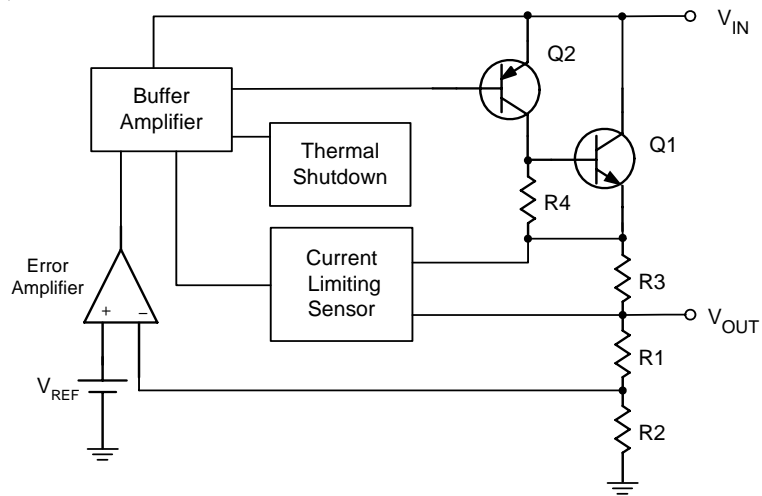 V_IN
Q2
Buffer
Amplifier
Q1
Thermal
Shutdown
R4
Error
Amplifier
Current
Limiting
Sensor
R3
+ −
V_OUT
R1
V_REF
R2